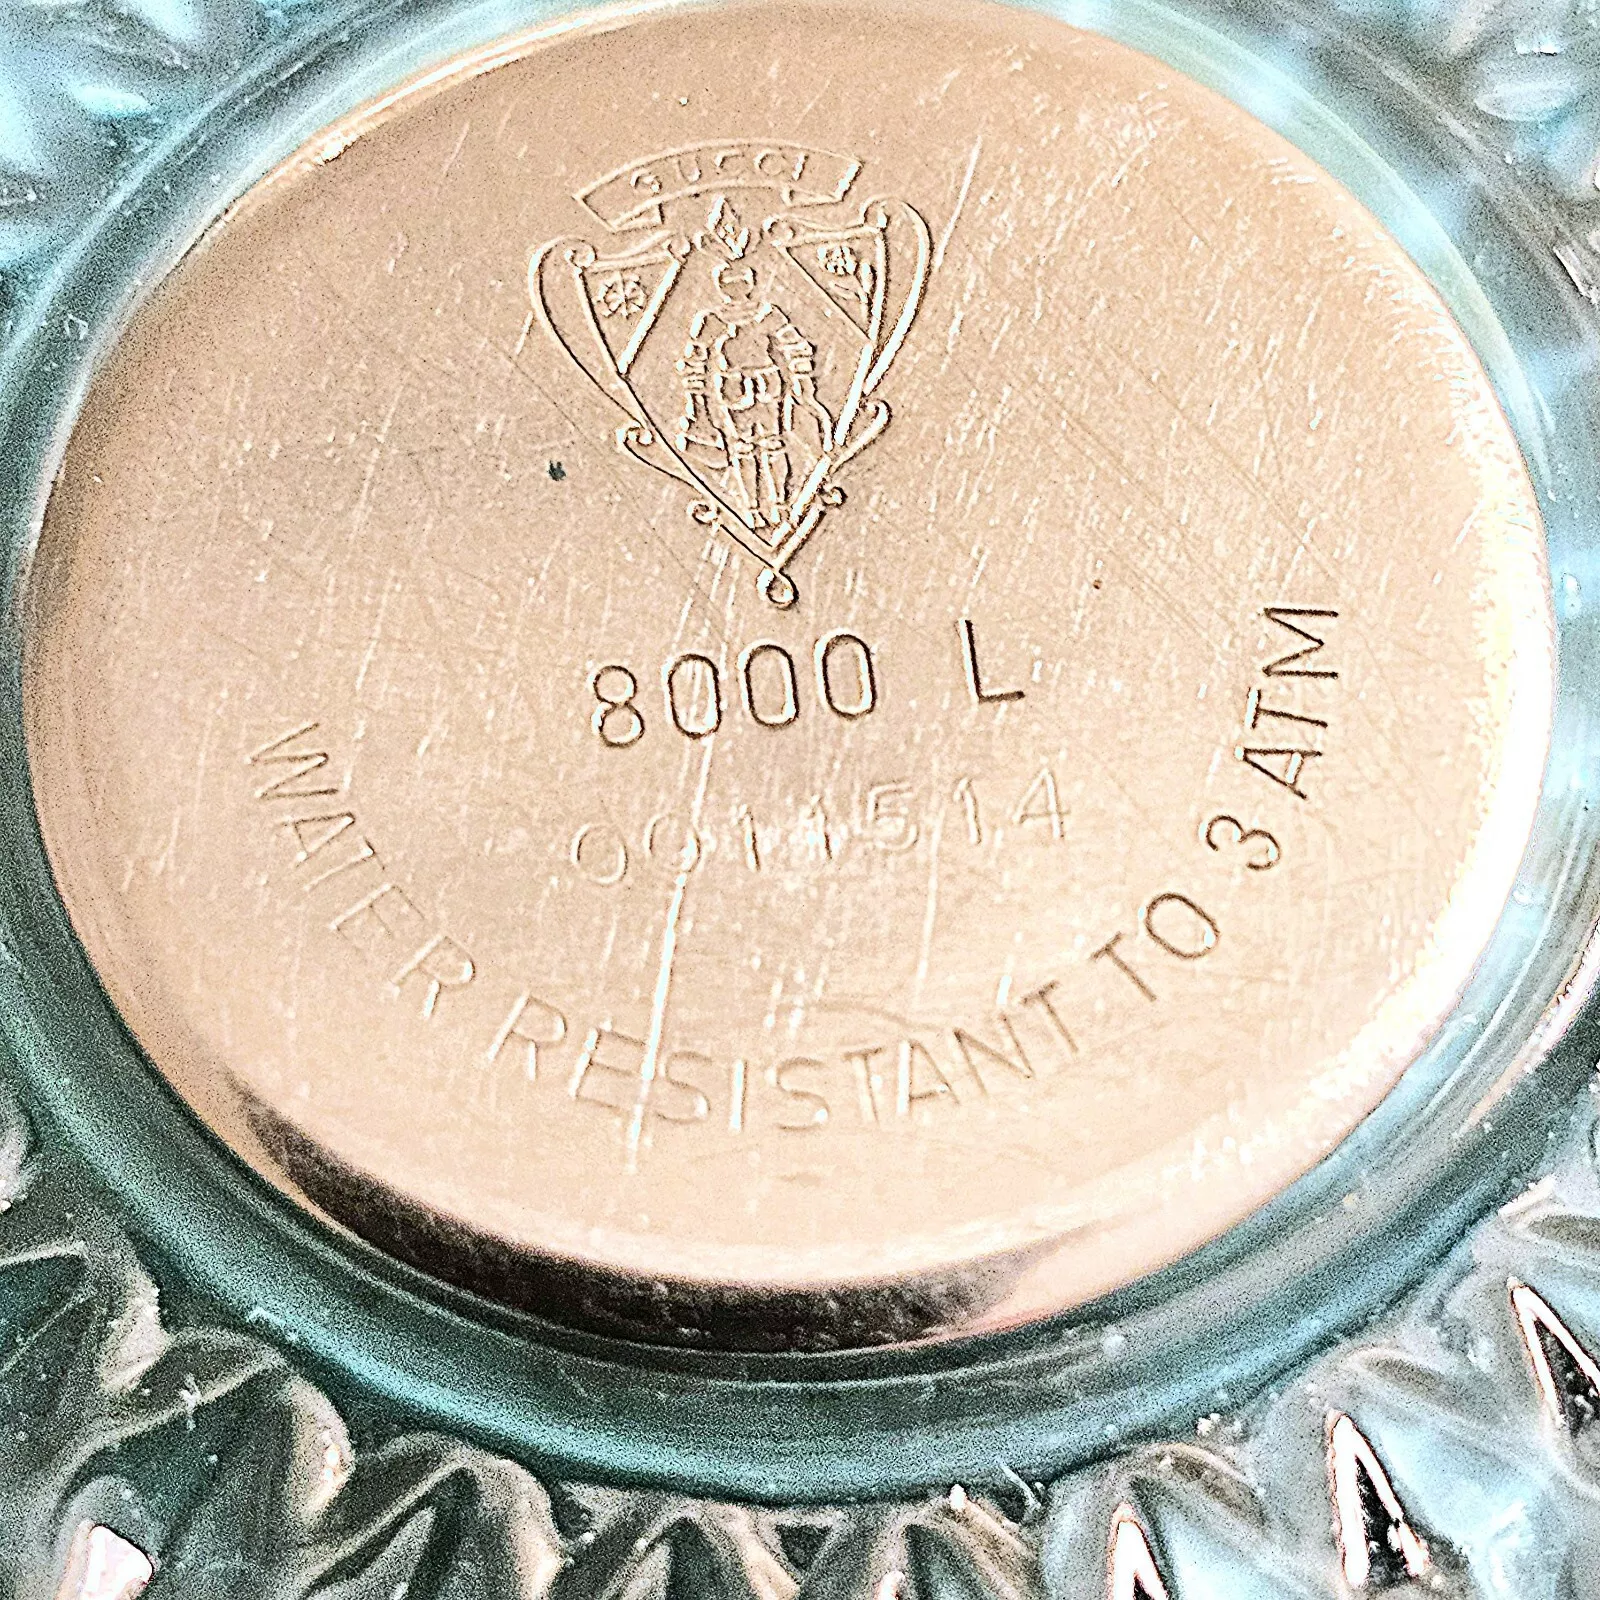 GUCCI
8000 L
0011514
WATER RESISTANT TO 3 ATM